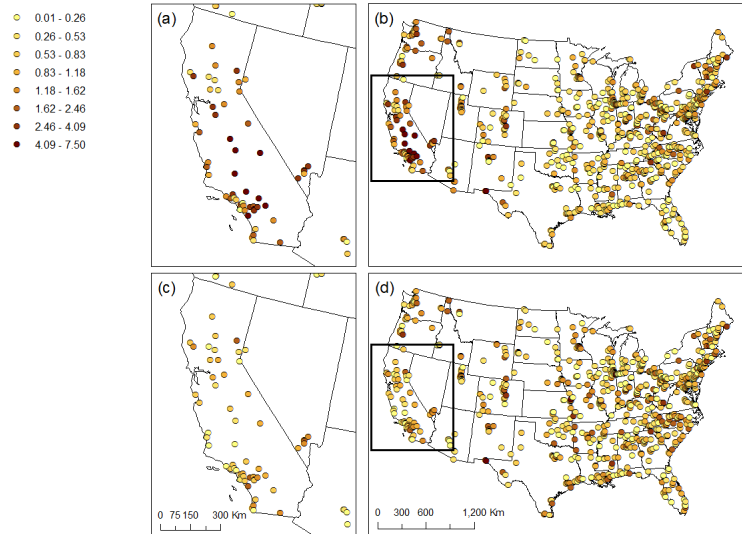 0.01 - 0.26
0.26 - 0.53
0.53 - 0.83
0.83 - 1.18
1.18 - 1.62
1.62 - 2.46
2.46 - 4.09
4.09 - 7.50
(a)
(b)
(c)
(d)
0 75 150 300 Km
0 300 600 1,200 Km